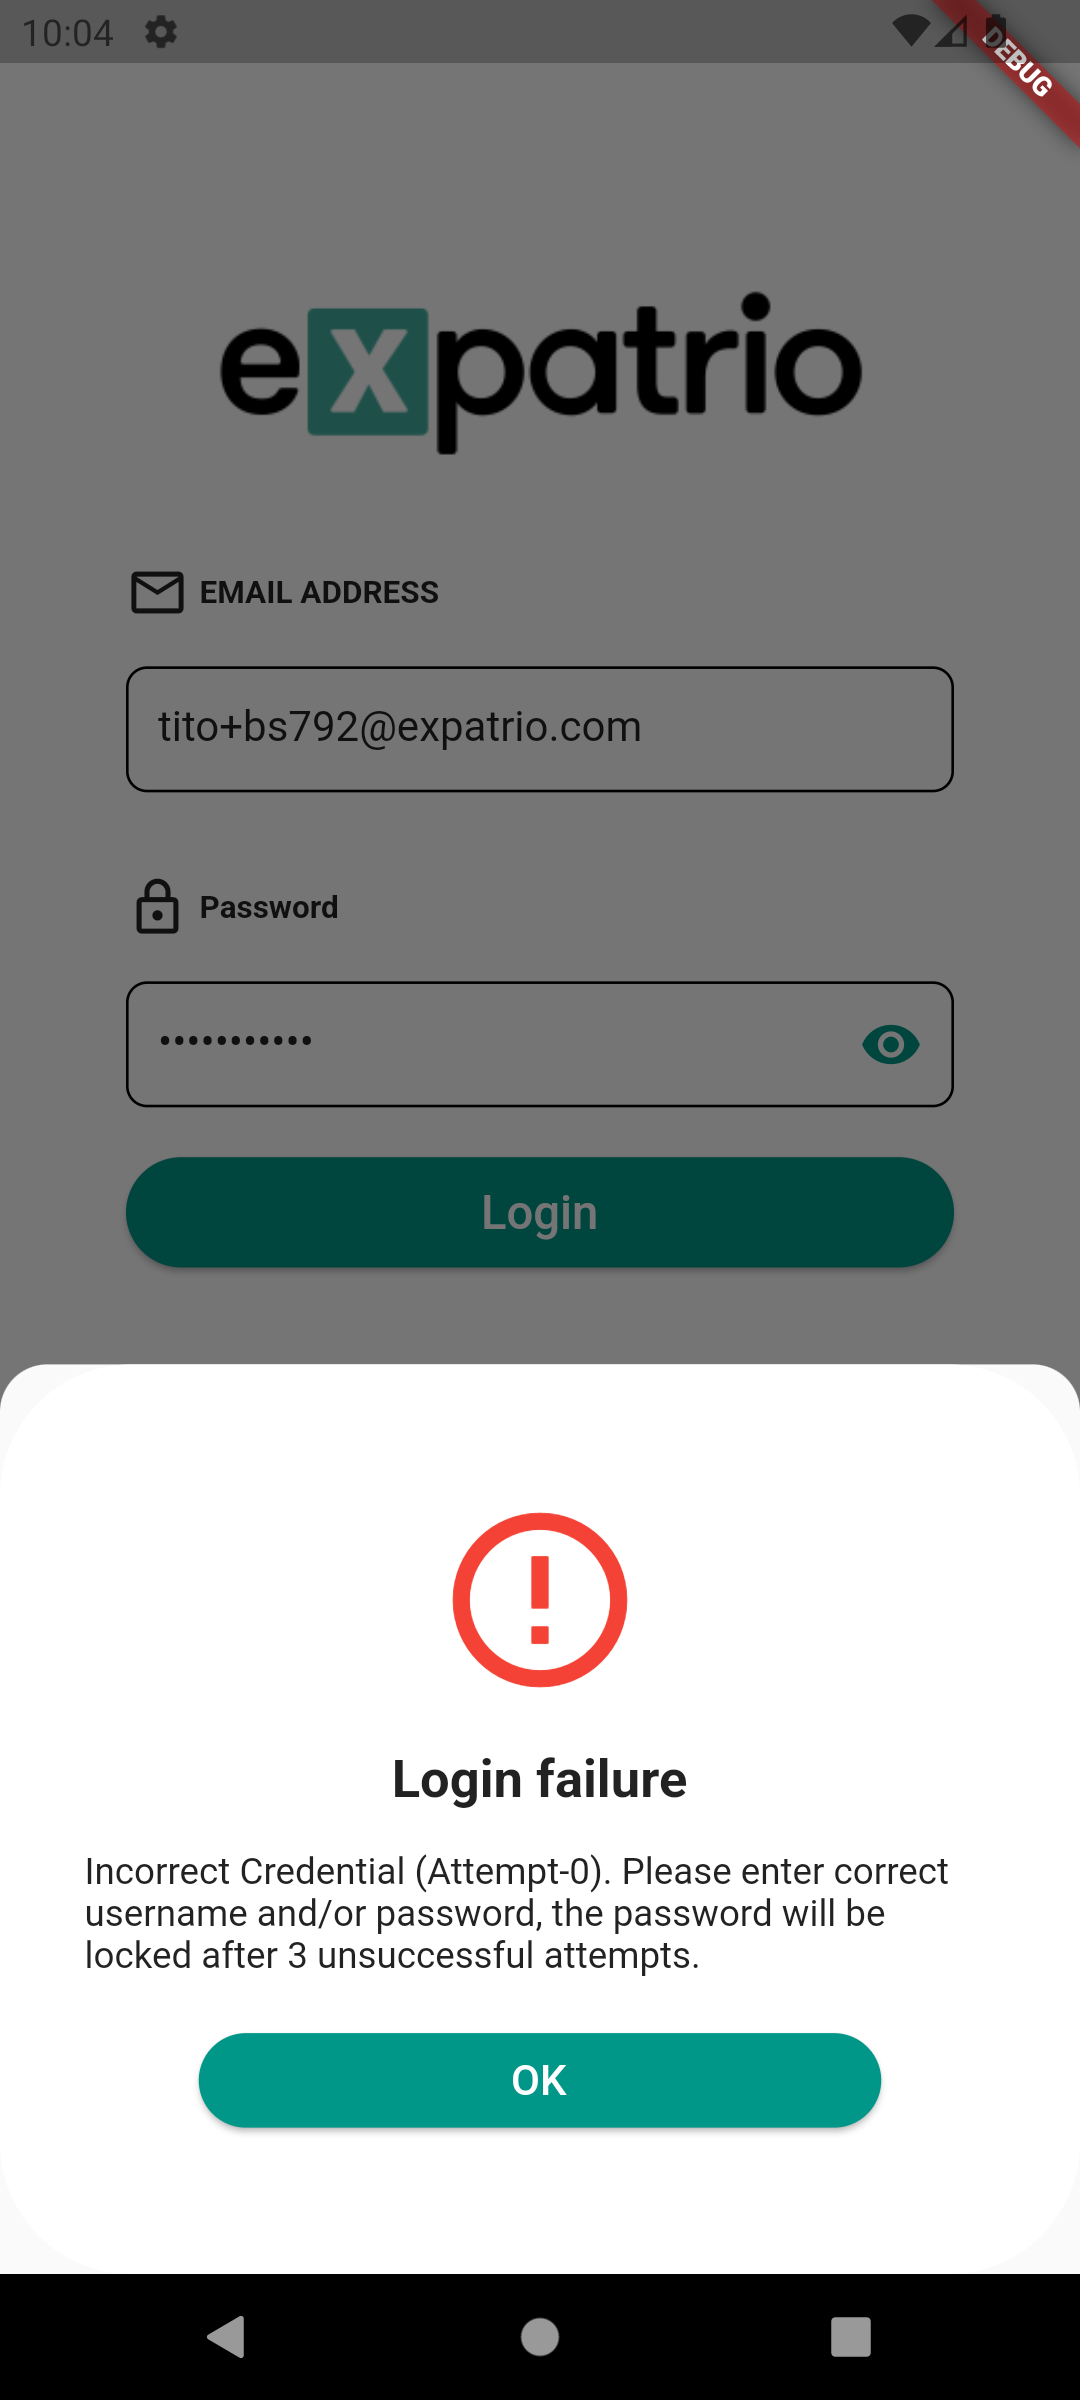 10:04
DEBUG
expatrio
EMAIL ADDRESS
tito+bs792@expatrio.com
Password
•••••••••••
Login
Login failure
Incorrect Credential (Attempt-0). Please enter correct
username and/or password, the password will be
locked after 3 unsuccessful attempts.
OK